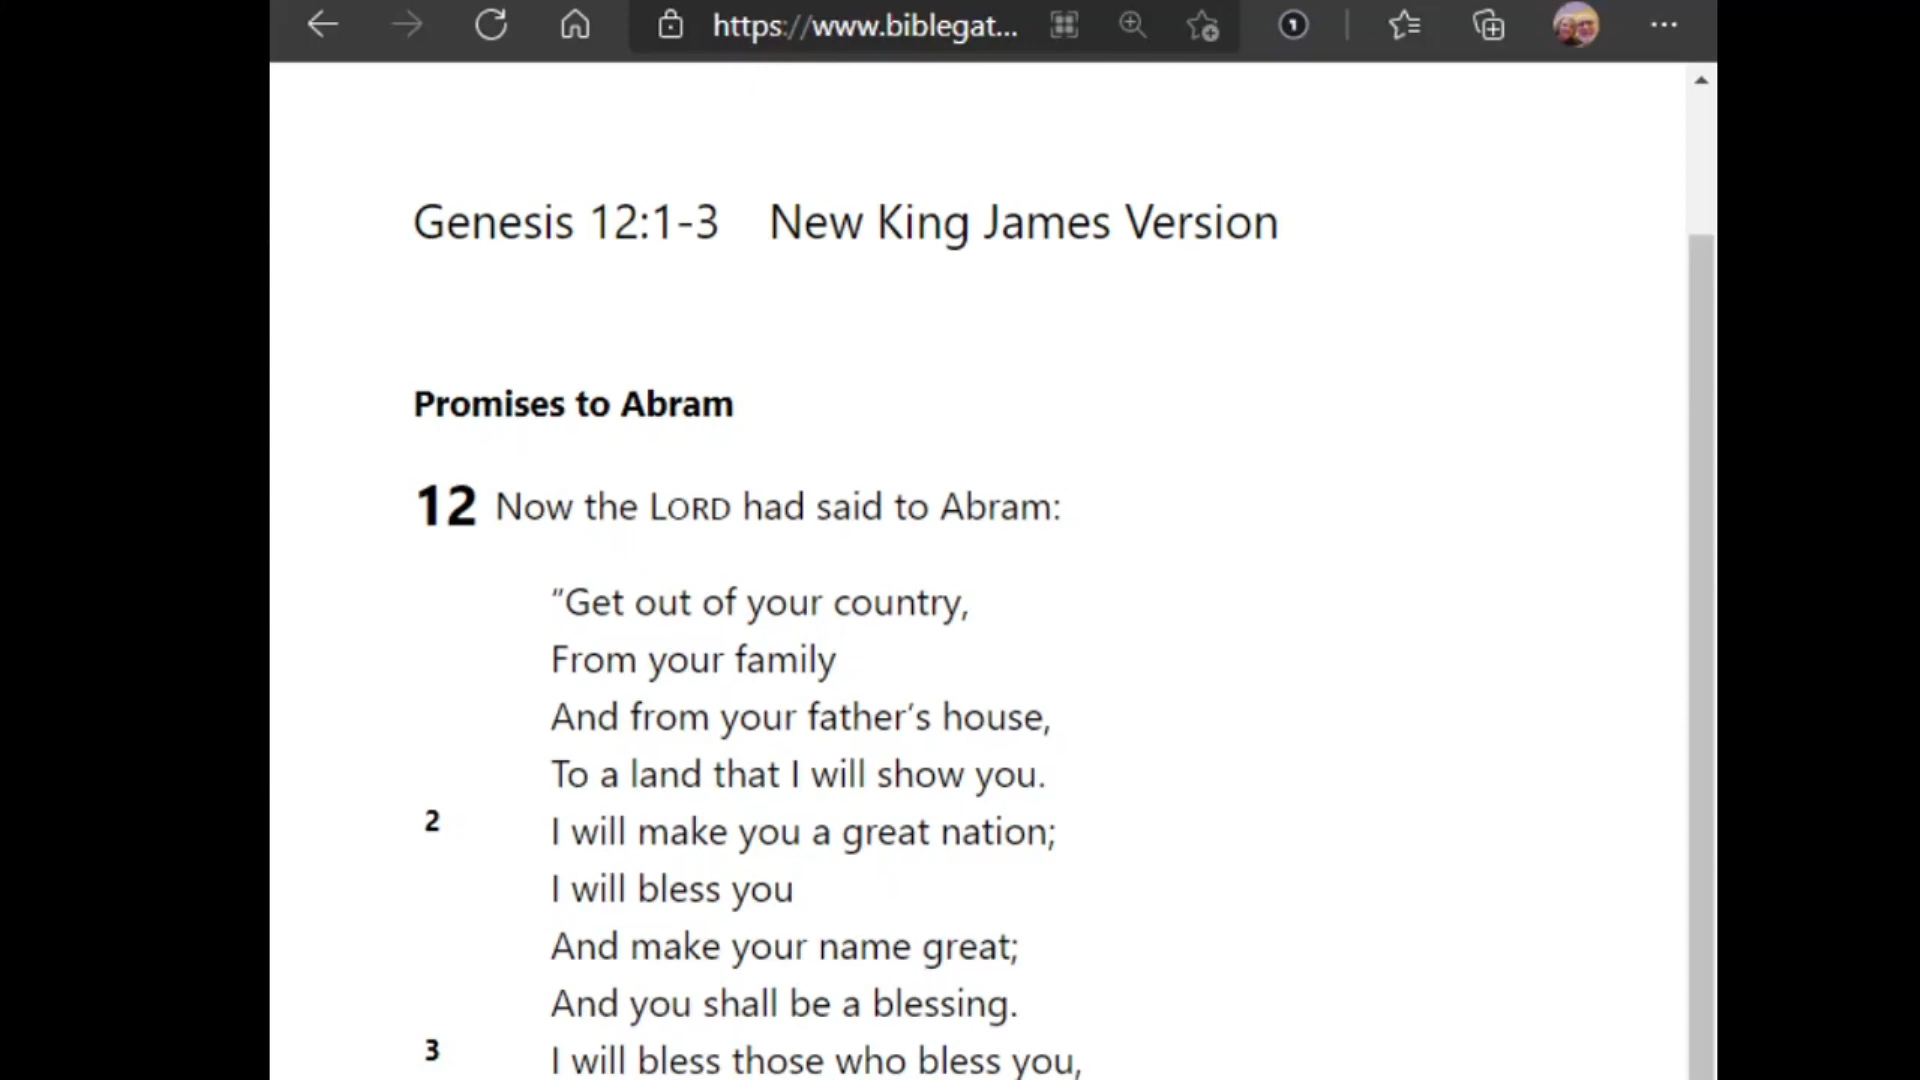 https://www.biblegat...
Genesis 12:1-3 New King James Version
Promises to Abram
12 Now the LORD had said to Abram:
“Get out of your country,
From your family
And from your father’s house,
To a land that I will show you.
2 I will make you a great nation;
I will bless you
And make your name great;
And you shall be a blessing.
3 I will bless those who bless you,